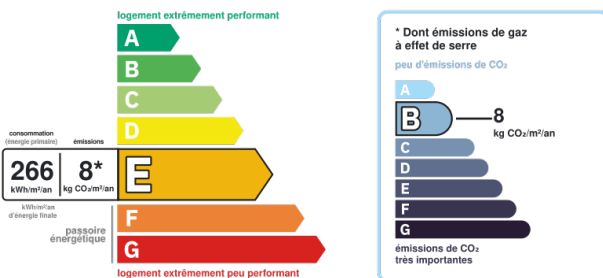 logement extrêmement performant
A
B
C
D
consommation
(énergie primaire)
émissions
266
kWh/m²/an
8*
kg CO₂/m²/an
E
kWh/m²/an
d'énergie finale
passoire
énergétique
F
G
logement extrêmement peu performant
* Dont émissions de gaz
à effet de serre
peu d'émissions de CO₂
A
B
8
kg CO₂/m²/an
C
D
E
F
G
émissions de CO₂
très importantes